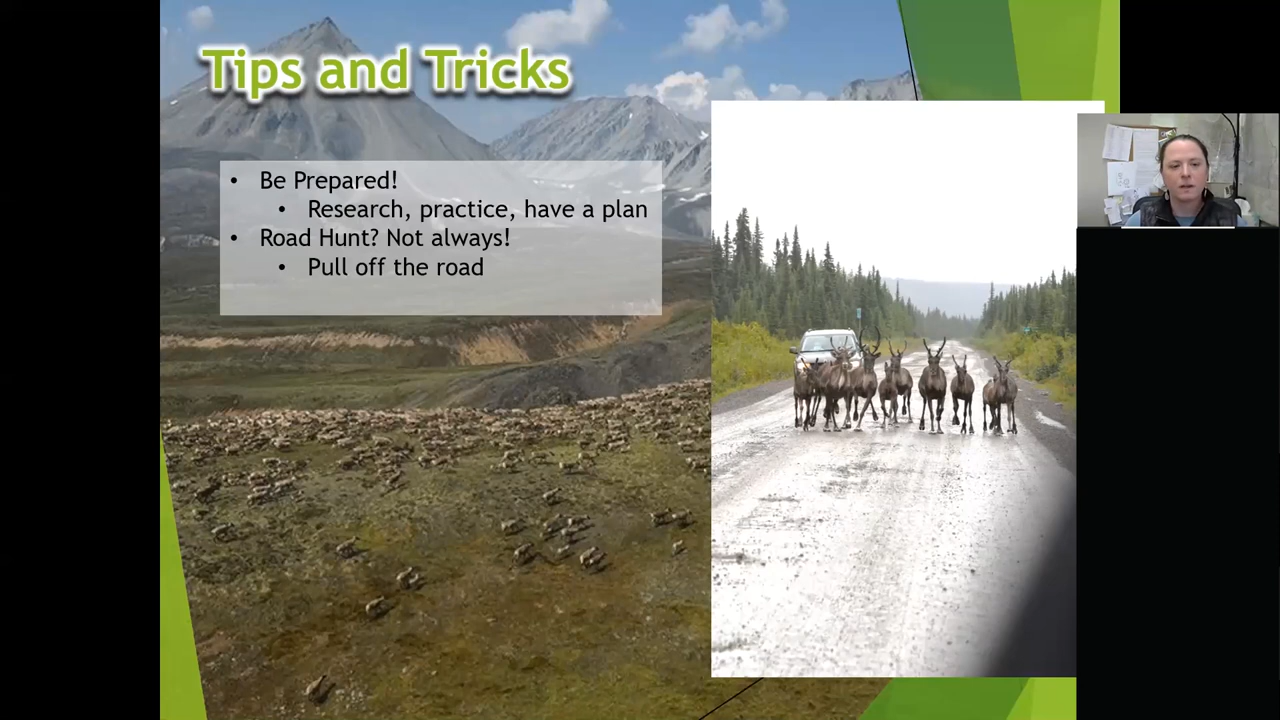 Tips and Tricks
• Be Prepared!
• Research, practice, have a plan
• Road Hunt? Not always!
• Pull off the road